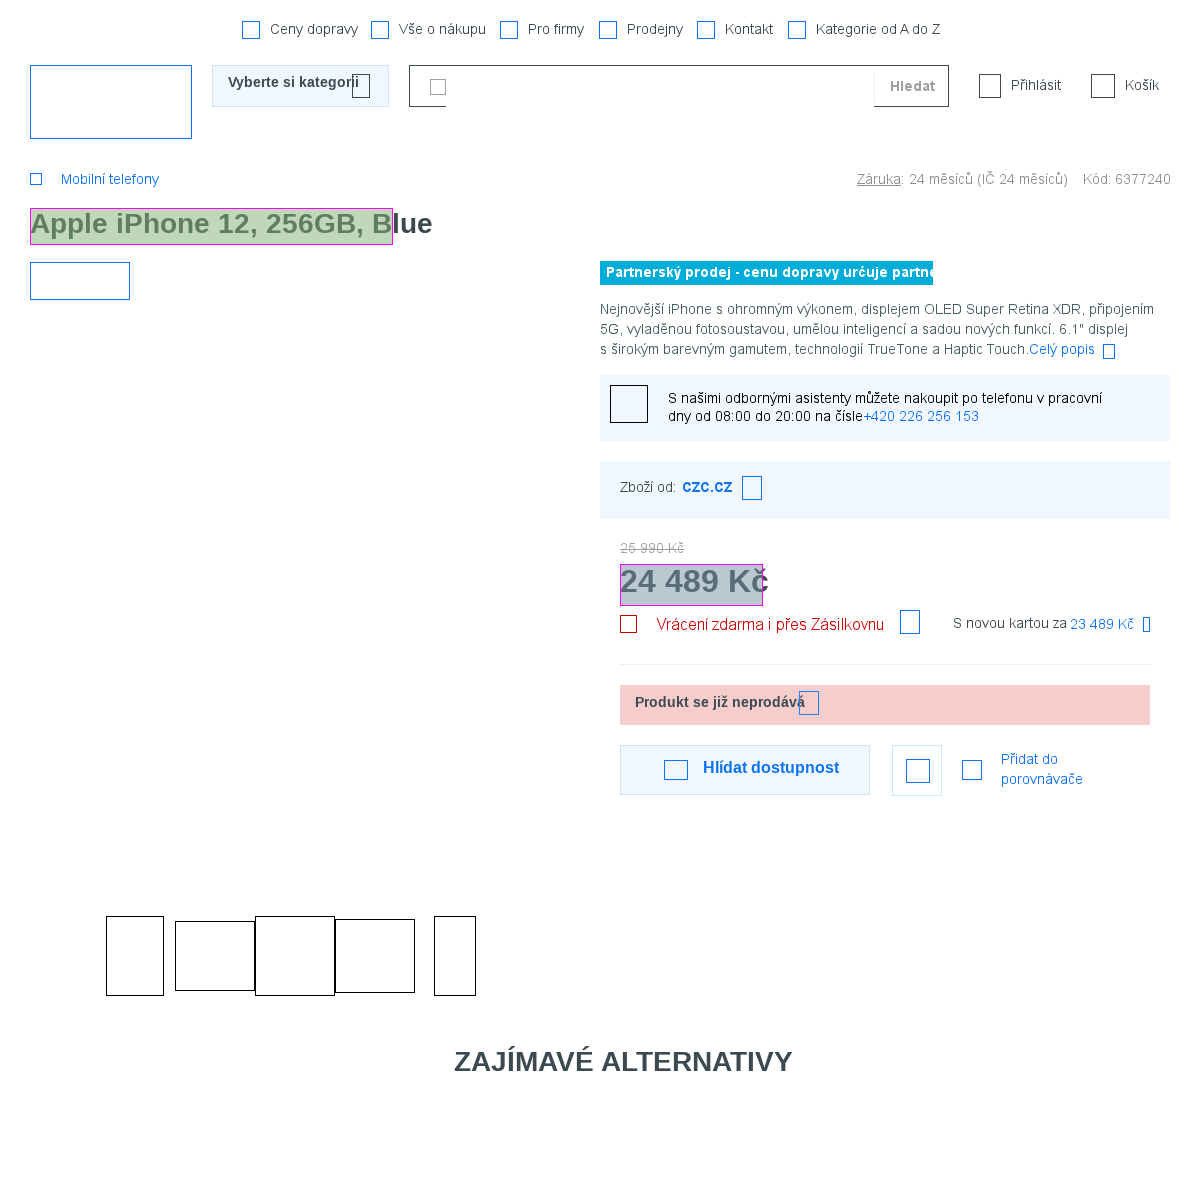 Ceny dopravy Vše o nákupu Pro firmy Prodejny Kontakt Kategorie od A do Z
Vyberte si kategorii Hledat Přihlásit Košík
Mobilní telefony Záruka: 24 měsíců (IČ 24 měsíců) Kód: 6377240
Apple iPhone 12, 256GB, Blue
Partnerský prodej - cenu dopravy určuje
Nejnovější iPhone s ohromným výkonem, displejem OLED Super Retina XDR, připojením
5G, vyladěnou fotosoustavou, umělou inteligencí a sadou nových funkcí. 6.1" displej
s širokým barevným gamutem, technologií TrueTone a Haptic Touch.Celý popis
S našimi odbornými asistenty můžete nakoupit po telefonu v pracovní
dny od 08:00 do 20:00 na čísle+420 226 256 153
Zboží od: czc.cz
25 990 Kč
24 489 Kč
Vrácení zdarma i přes Zásilkovnu S novou kartou za 23 489 Kč
Produkt se již neprodává
Hlídat dostupnost Přidat do
porovnávače
ZAJÍMAVÉ ALTERNATIVY